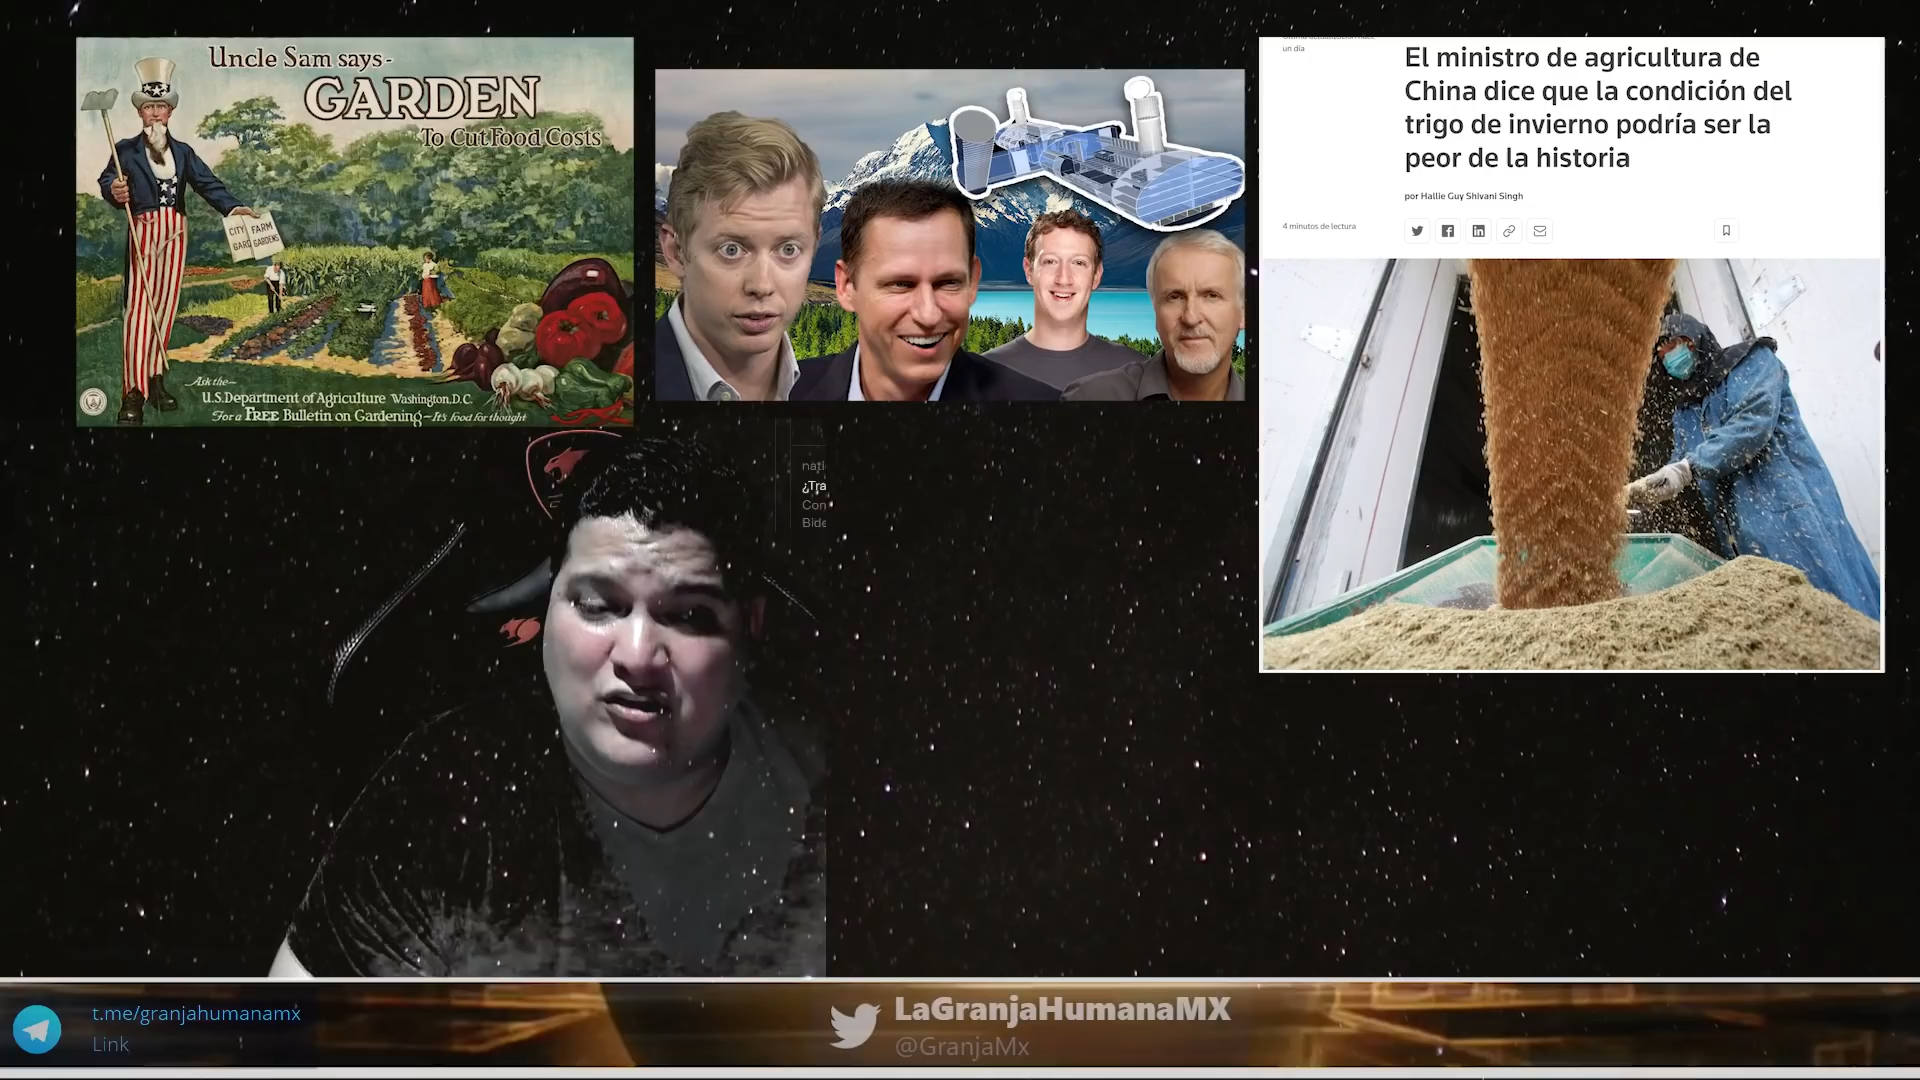 Uncle Sam says-
GARDEN
To Cut Food Costs
CITY
FARM
GARDENS
Ask the-
U.S. Department of Agriculture Washington, D.C.
For a FREE Bulletin on Gardening-It's food for thought
un día
El ministro de agricultura de
China dice que la condición del
trigo de invierno podría ser la
peor de la historia
por Hallie Guy Shivani Singh
4 minutos de lectura
¿Tra
Con
t.me/granjahumanamx
Link
LaGranjaHumanaMX
@GranjaMx